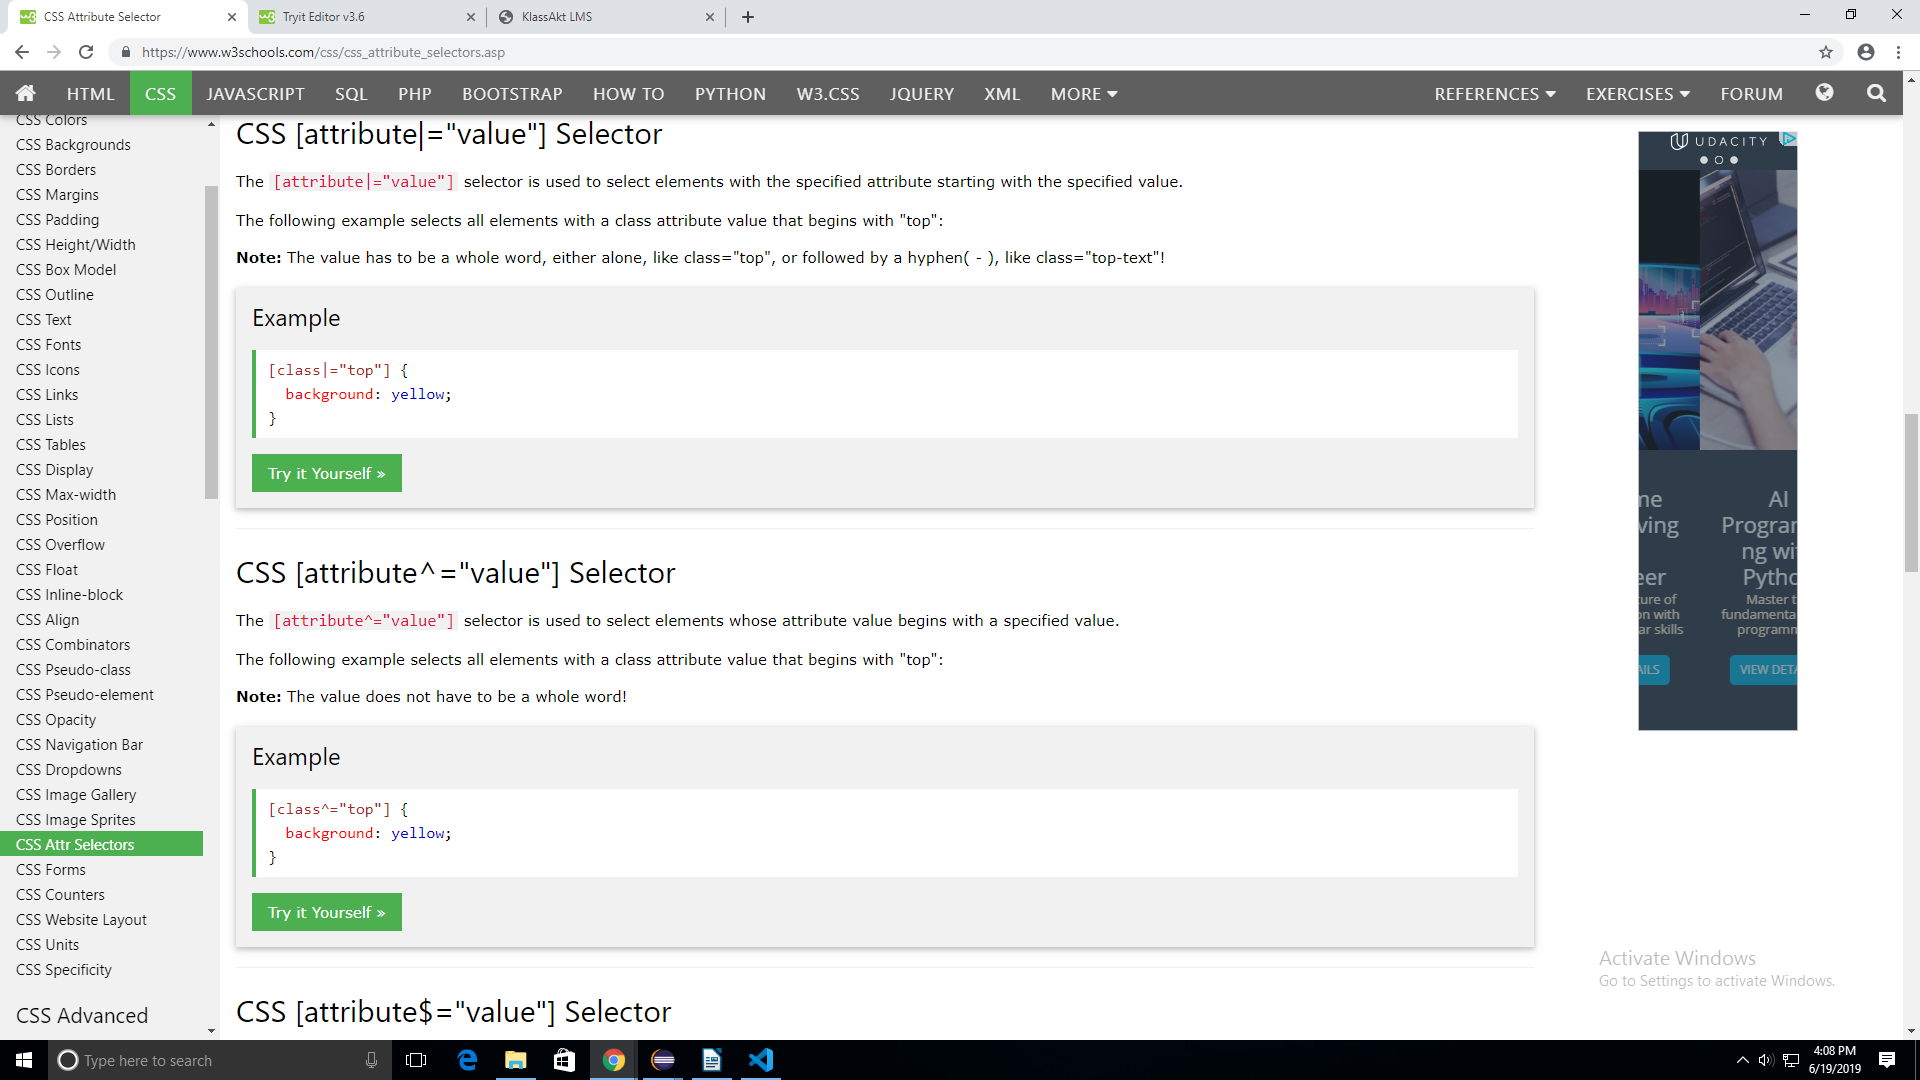 CSS Attribute Selector
Tryit Editor v3.6
KlassAkt LMS
https://www.w3schools.com/css/css_attribute_selectors.asp
HTML
CSS
JAVASCRIPT
SQL
PHP
BOOTSTRAP
HOW TO
PYTHON
W3.CSS
JQUERY
XML
MORE
REFERENCES
EXERCISES
FORUM
CSS Colors
CSS Backgrounds
CSS Borders
CSS Margins
CSS Padding
CSS Height/Width
CSS Box Model
CSS Outline
CSS Text
CSS Fonts
CSS Icons
CSS Links
CSS Lists
CSS Tables
CSS Display
CSS Max-width
CSS Position
CSS Overflow
CSS Float
CSS Inline-block
CSS Align
CSS Combinators
CSS Pseudo-class
CSS Pseudo-element
CSS Opacity
CSS Navigation Bar
CSS Dropdowns
CSS Image Gallery
CSS Image Sprites
CSS Attr Selectors
CSS Forms
CSS Counters
CSS Website Layout
CSS Units
CSS Specificity
CSS Advanced
CSS [attribute|="value"] Selector
The [attribute|="value"] selector is used to select elements with the specified attribute starting with the specified value.
The following example selects all elements with a class attribute value that begins with "top":
Note: The value has to be a whole word, either alone, like class="top", or followed by a hyphen( - ), like class="top-text"!
Example
[class|="top"] {
background: yellow;
}
Try it Yourself »
CSS [attribute^="value"] Selector
The [attribute^="value"] selector is used to select elements whose attribute value begins with a specified value.
The following example selects all elements with a class attribute value that begins with "top":
Note: The value does not have to be a whole word!
Example
[class^="top"] {
background: yellow;
}
Try it Yourself »
CSS [attribute$="value"] Selector
UDACITY
me
ving
eer
ure of
on with
ar skills
AILS
AI
Progra
ng wi
Pytho
Master t
fundamenta
program
VIEW DETA
Activate Windows
Go to Settings to activate Windows.
Type here to search
4:08 PM
6/19/2019